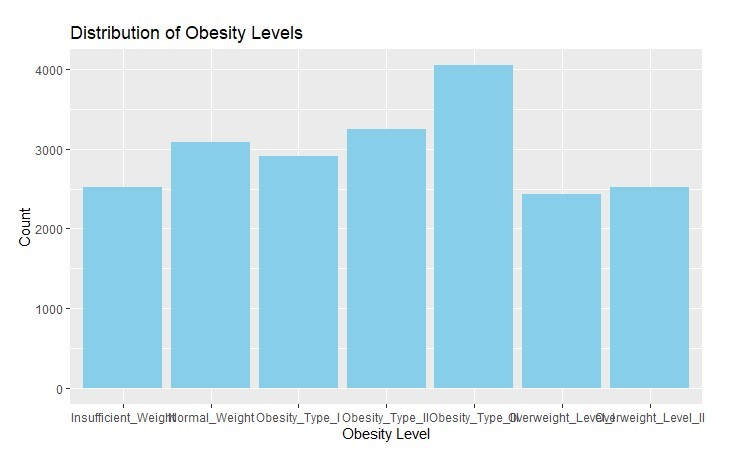 Distribution of Obesity Levels
4000
3000
2000
1000
0
Count
Insufficient_Weight Normal_Weight Obesity_Type_I Obesity_Type_II Obesity_Type_III Overweight_Level_I Overweight_Level_II
Obesity Level